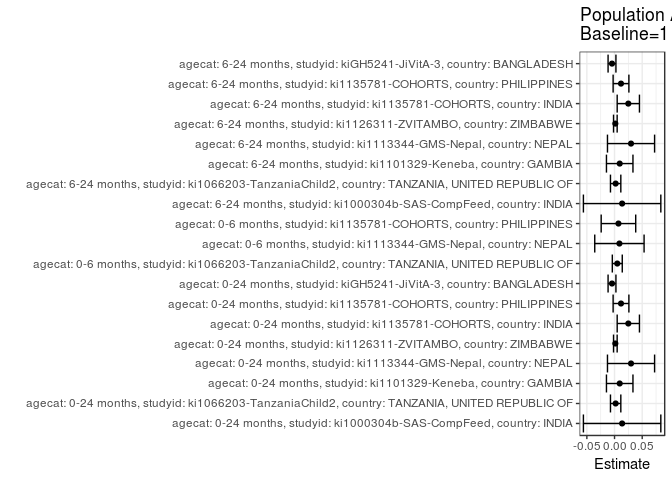 Population
Baseline=1
agecat: 6-24 months, studyid: kiGH5241-JiVitA-3, country: BANGLADESH
agecat: 6-24 months, studyid: ki1135781-COHORTS, country: PHILIPPINES
agecat: 6-24 months, studyid: ki1135781-COHORTS, country: INDIA
agecat: 6-24 months, studyid: ki1126311-ZVITAMBO, country: ZIMBABWE
agecat: 6-24 months, studyid: ki1113344-GMS-Nepal, country: NEPAL
agecat: 6-24 months, studyid: ki1101329-Keneba, country: GAMBIA
agecat: 6-24 months, studyid: ki1066203-TanzaniaChild2, country: TANZANIA, UNITED REPUBLIC OF
agecat: 6-24 months, studyid: ki1000304b-SAS-CompFeed, country: INDIA
agecat: 0-6 months, studyid: ki1135781-COHORTS, country: PHILIPPINES
agecat: 0-6 months, studyid: ki1113344-GMS-Nepal, country: NEPAL
agecat: 0-6 months, studyid: ki1066203-TanzaniaChild2, country: TANZANIA, UNITED REPUBLIC OF
agecat: 0-24 months, studyid: kiGH5241-JiVitA-3, country: BANGLADESH
agecat: 0-24 months, studyid: ki1135781-COHORTS, country: PHILIPPINES
agecat: 0-24 months, studyid: ki1135781-COHORTS, country: INDIA
agecat: 0-24 months, studyid: ki1126311-ZVITAMBO, country: ZIMBABWE
agecat: 0-24 months, studyid: ki1113344-GMS-Nepal, country: NEPAL
agecat: 0-24 months, studyid: ki1101329-Keneba, country: GAMBIA
agecat: 0-24 months, studyid: ki1066203-TanzaniaChild2, country: TANZANIA, UNITED REPUBLIC OF
agecat: 0-24 months, studyid: ki1000304b-SAS-CompFeed, country: INDIA
-0.05 0.00 0.05
Estimate